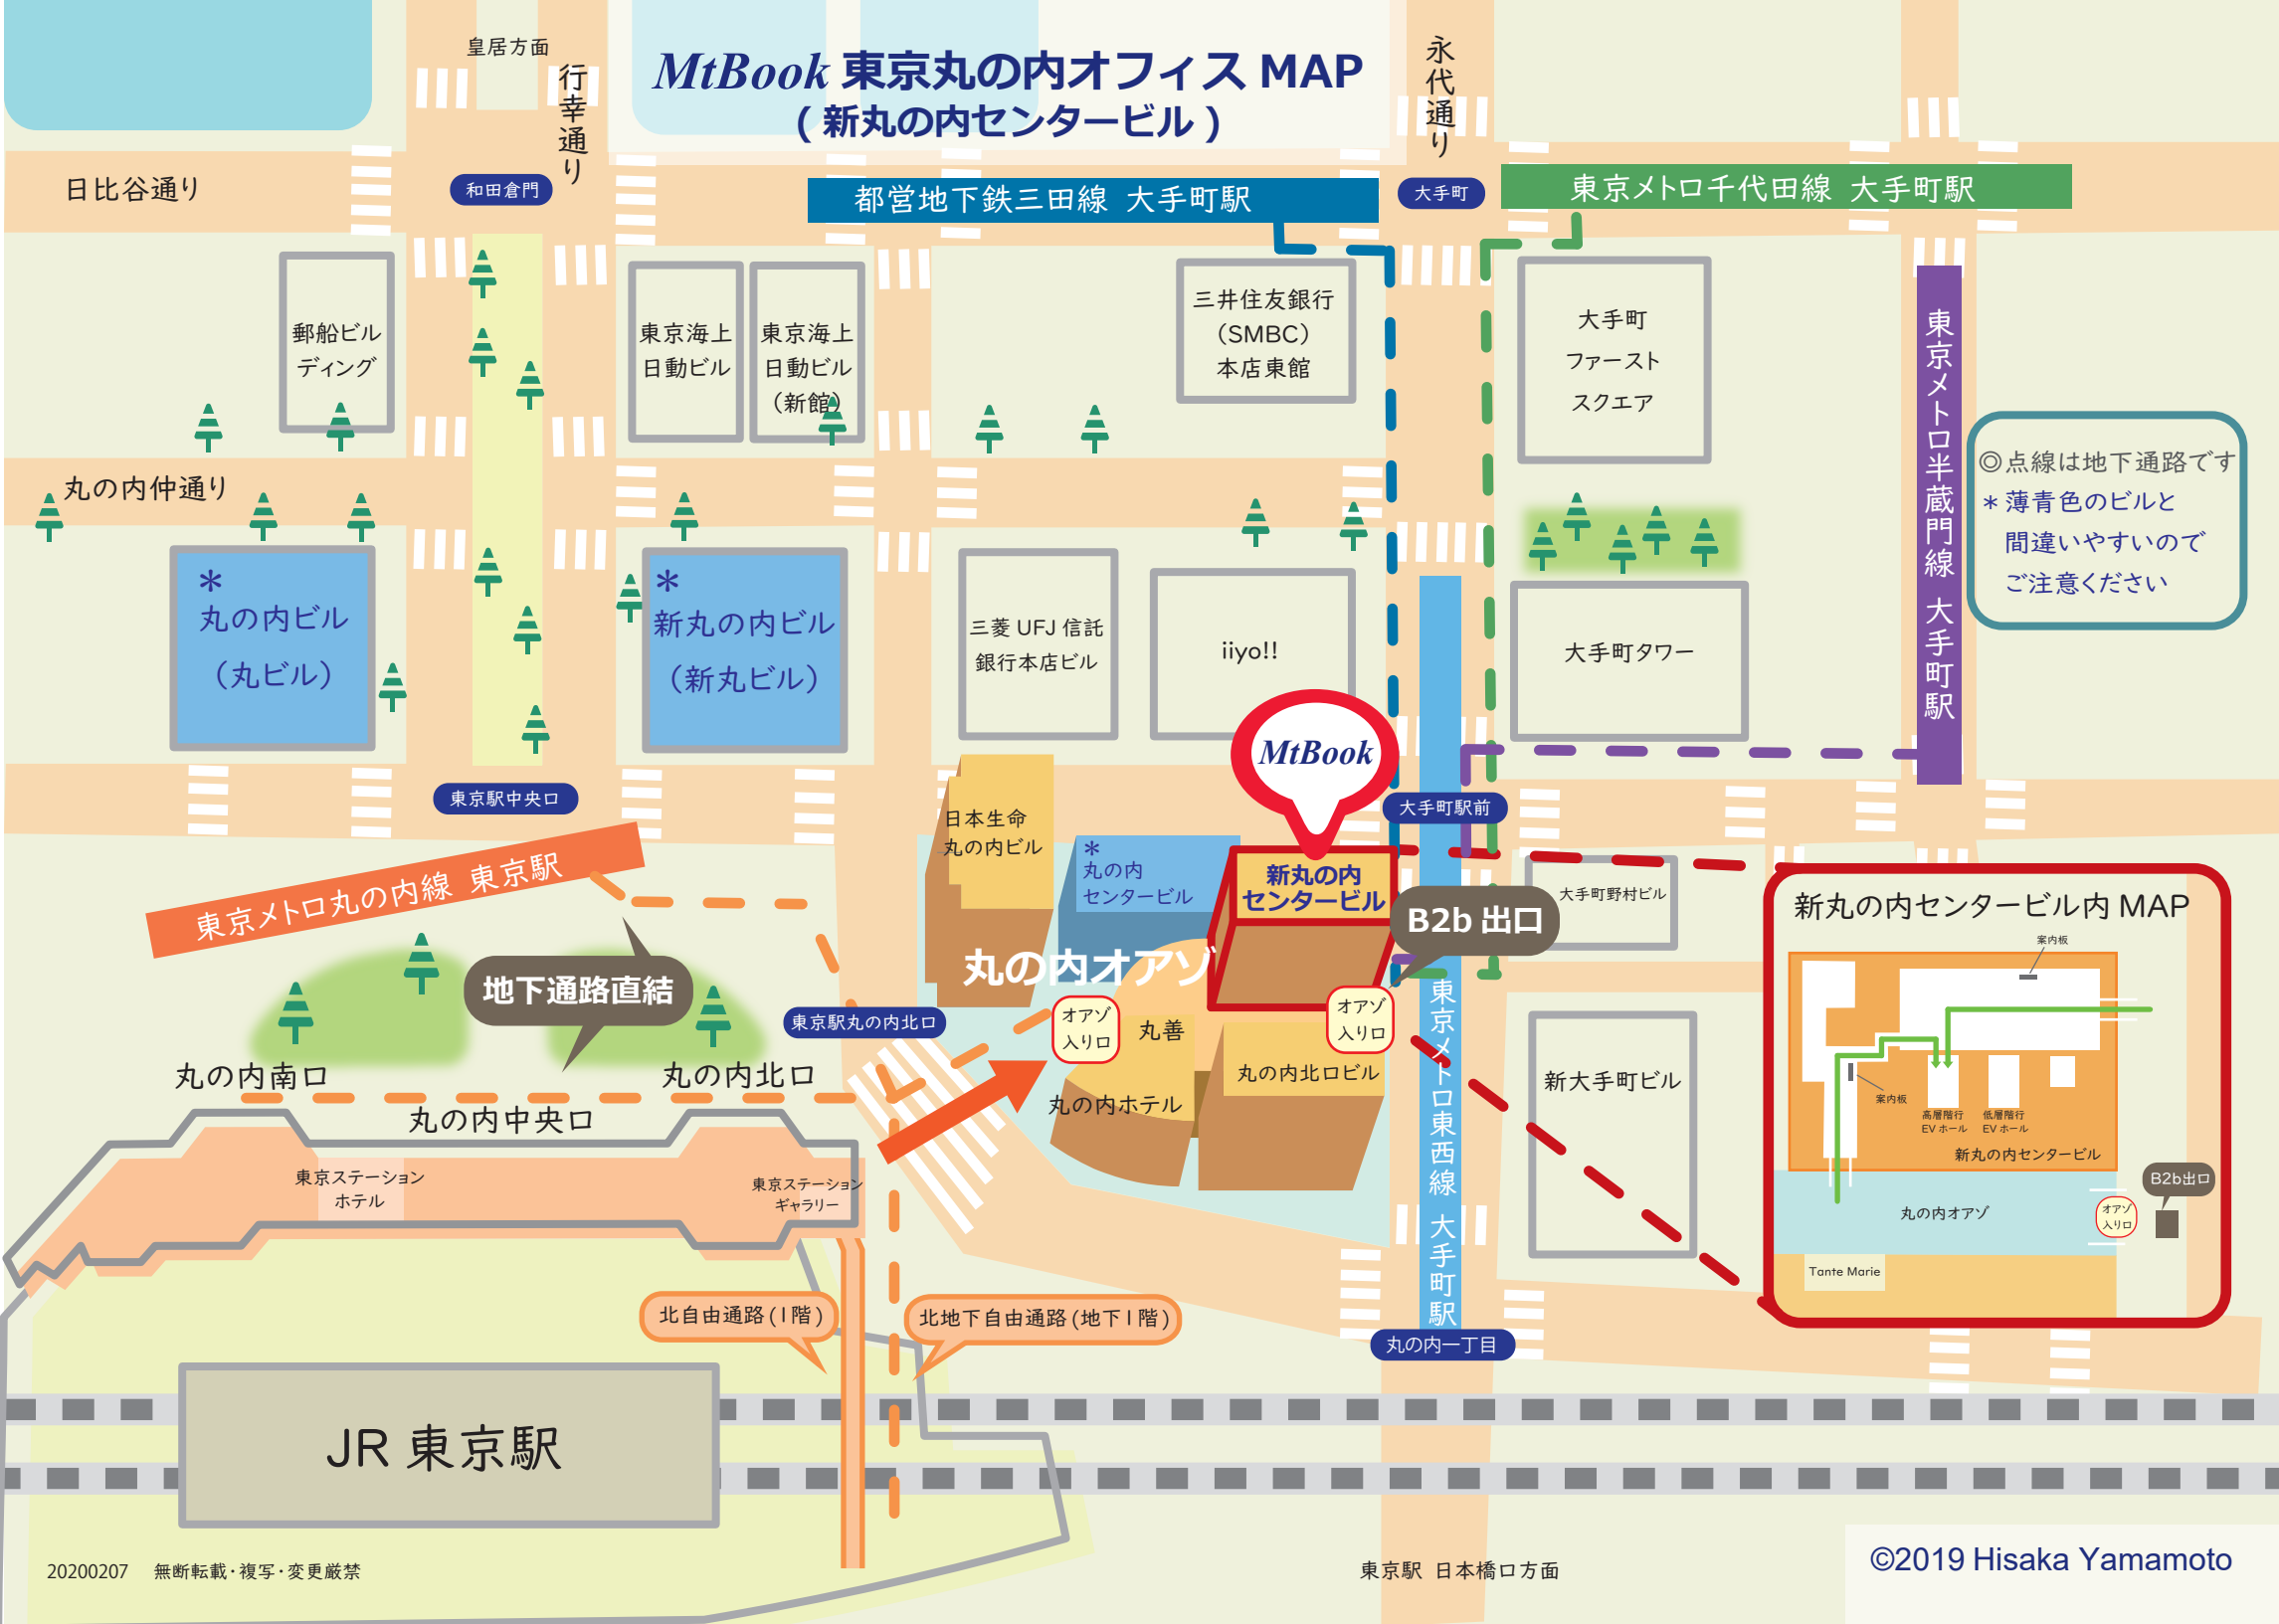 皇居方面
行幸通り
MtBook 東京丸の内オフィス MAP
( 新丸の内センタービル )
永代通り
日比谷通り
和田倉門
都営地下鉄三田線 大手町駅
大手町
東京メトロ千代田線 大手町駅
郵船ビル
ディング
東京海上
日動ビル
東京海上
日動ビル
(新館)
三井住友銀行
(SMBC)
本店東館
大手町
ファースト
スクエア
東京メトロ半蔵門線 大手町駅
◎点線は地下通路です
*薄青色のビルと
間違いやすいので
ご注意ください
丸の内仲通り
*
丸の内ビル
(丸ビル)
*
新丸の内ビル
(新丸ビル)
三菱 UFJ 信託
銀行本店ビル
iiyo!!
大手町タワー
MtBook
東京駅中央口
大手町駅前
日本生命
丸の内ビル
*
丸の内
センタービル
新丸の内
センタービル
東京メトロ丸の内線 東京駅
B2b 出口
大手町野村ビル
丸の内オアゾ
地下通路直結
東京駅丸の内北口
オアゾ
入り口
丸善
オアゾ
入り口
丸の内南口
丸の内北口
丸の内北口ビル
丸の内ホテル
丸の内中央口
新大手町ビル
東京メトロ東西線 大手町駅
東京ステーション
ホテル
東京ステーション
ギャラリー
新丸の内センタービル内 MAP
案内板
案内板
高層階行
EV ホール
低層階行
EV ホール
新丸の内センタービル
B2b出口
丸の内オアゾ
オアゾ
入り口
Tante Marie
北自由通路(1階)
北地下自由通路(地下1階)
丸の内一丁目
JR 東京駅
20200207 無断転載・複写・変更厳禁
東京駅 日本橋口方面
©2019 Hisaka Yamamoto